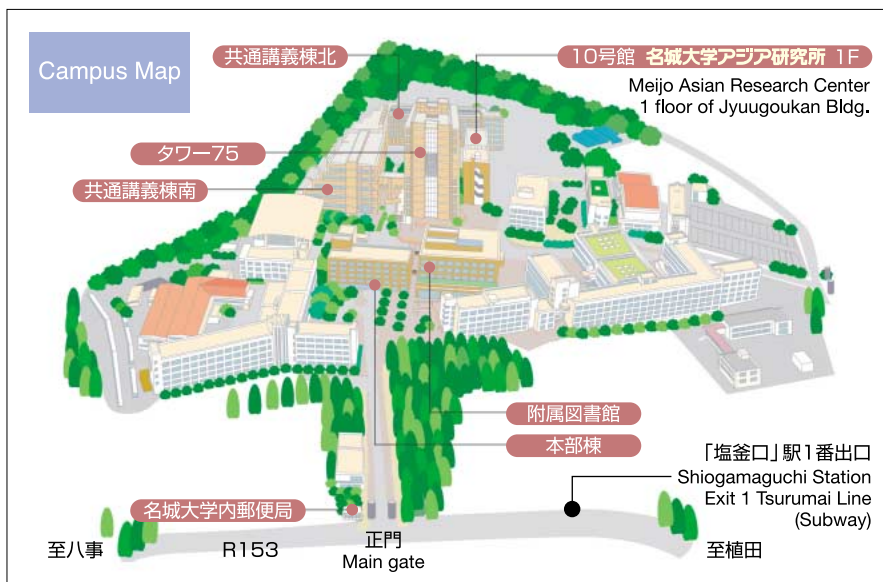 Campus Map
共通講義棟北
10号館 名城大学アジア研究所 1F
Meijo Asian Research Center
1 floor of Jyuugoukan Bldg.
タワー75
共通講義棟南
附属図書館
本部棟
「塩釜口」駅1番出口
Shiogamaguchi Station
Exit 1 Tsurumai Line
(Subway)
名城大学内郵便局
至八事
R153
正門
Main gate
至植田